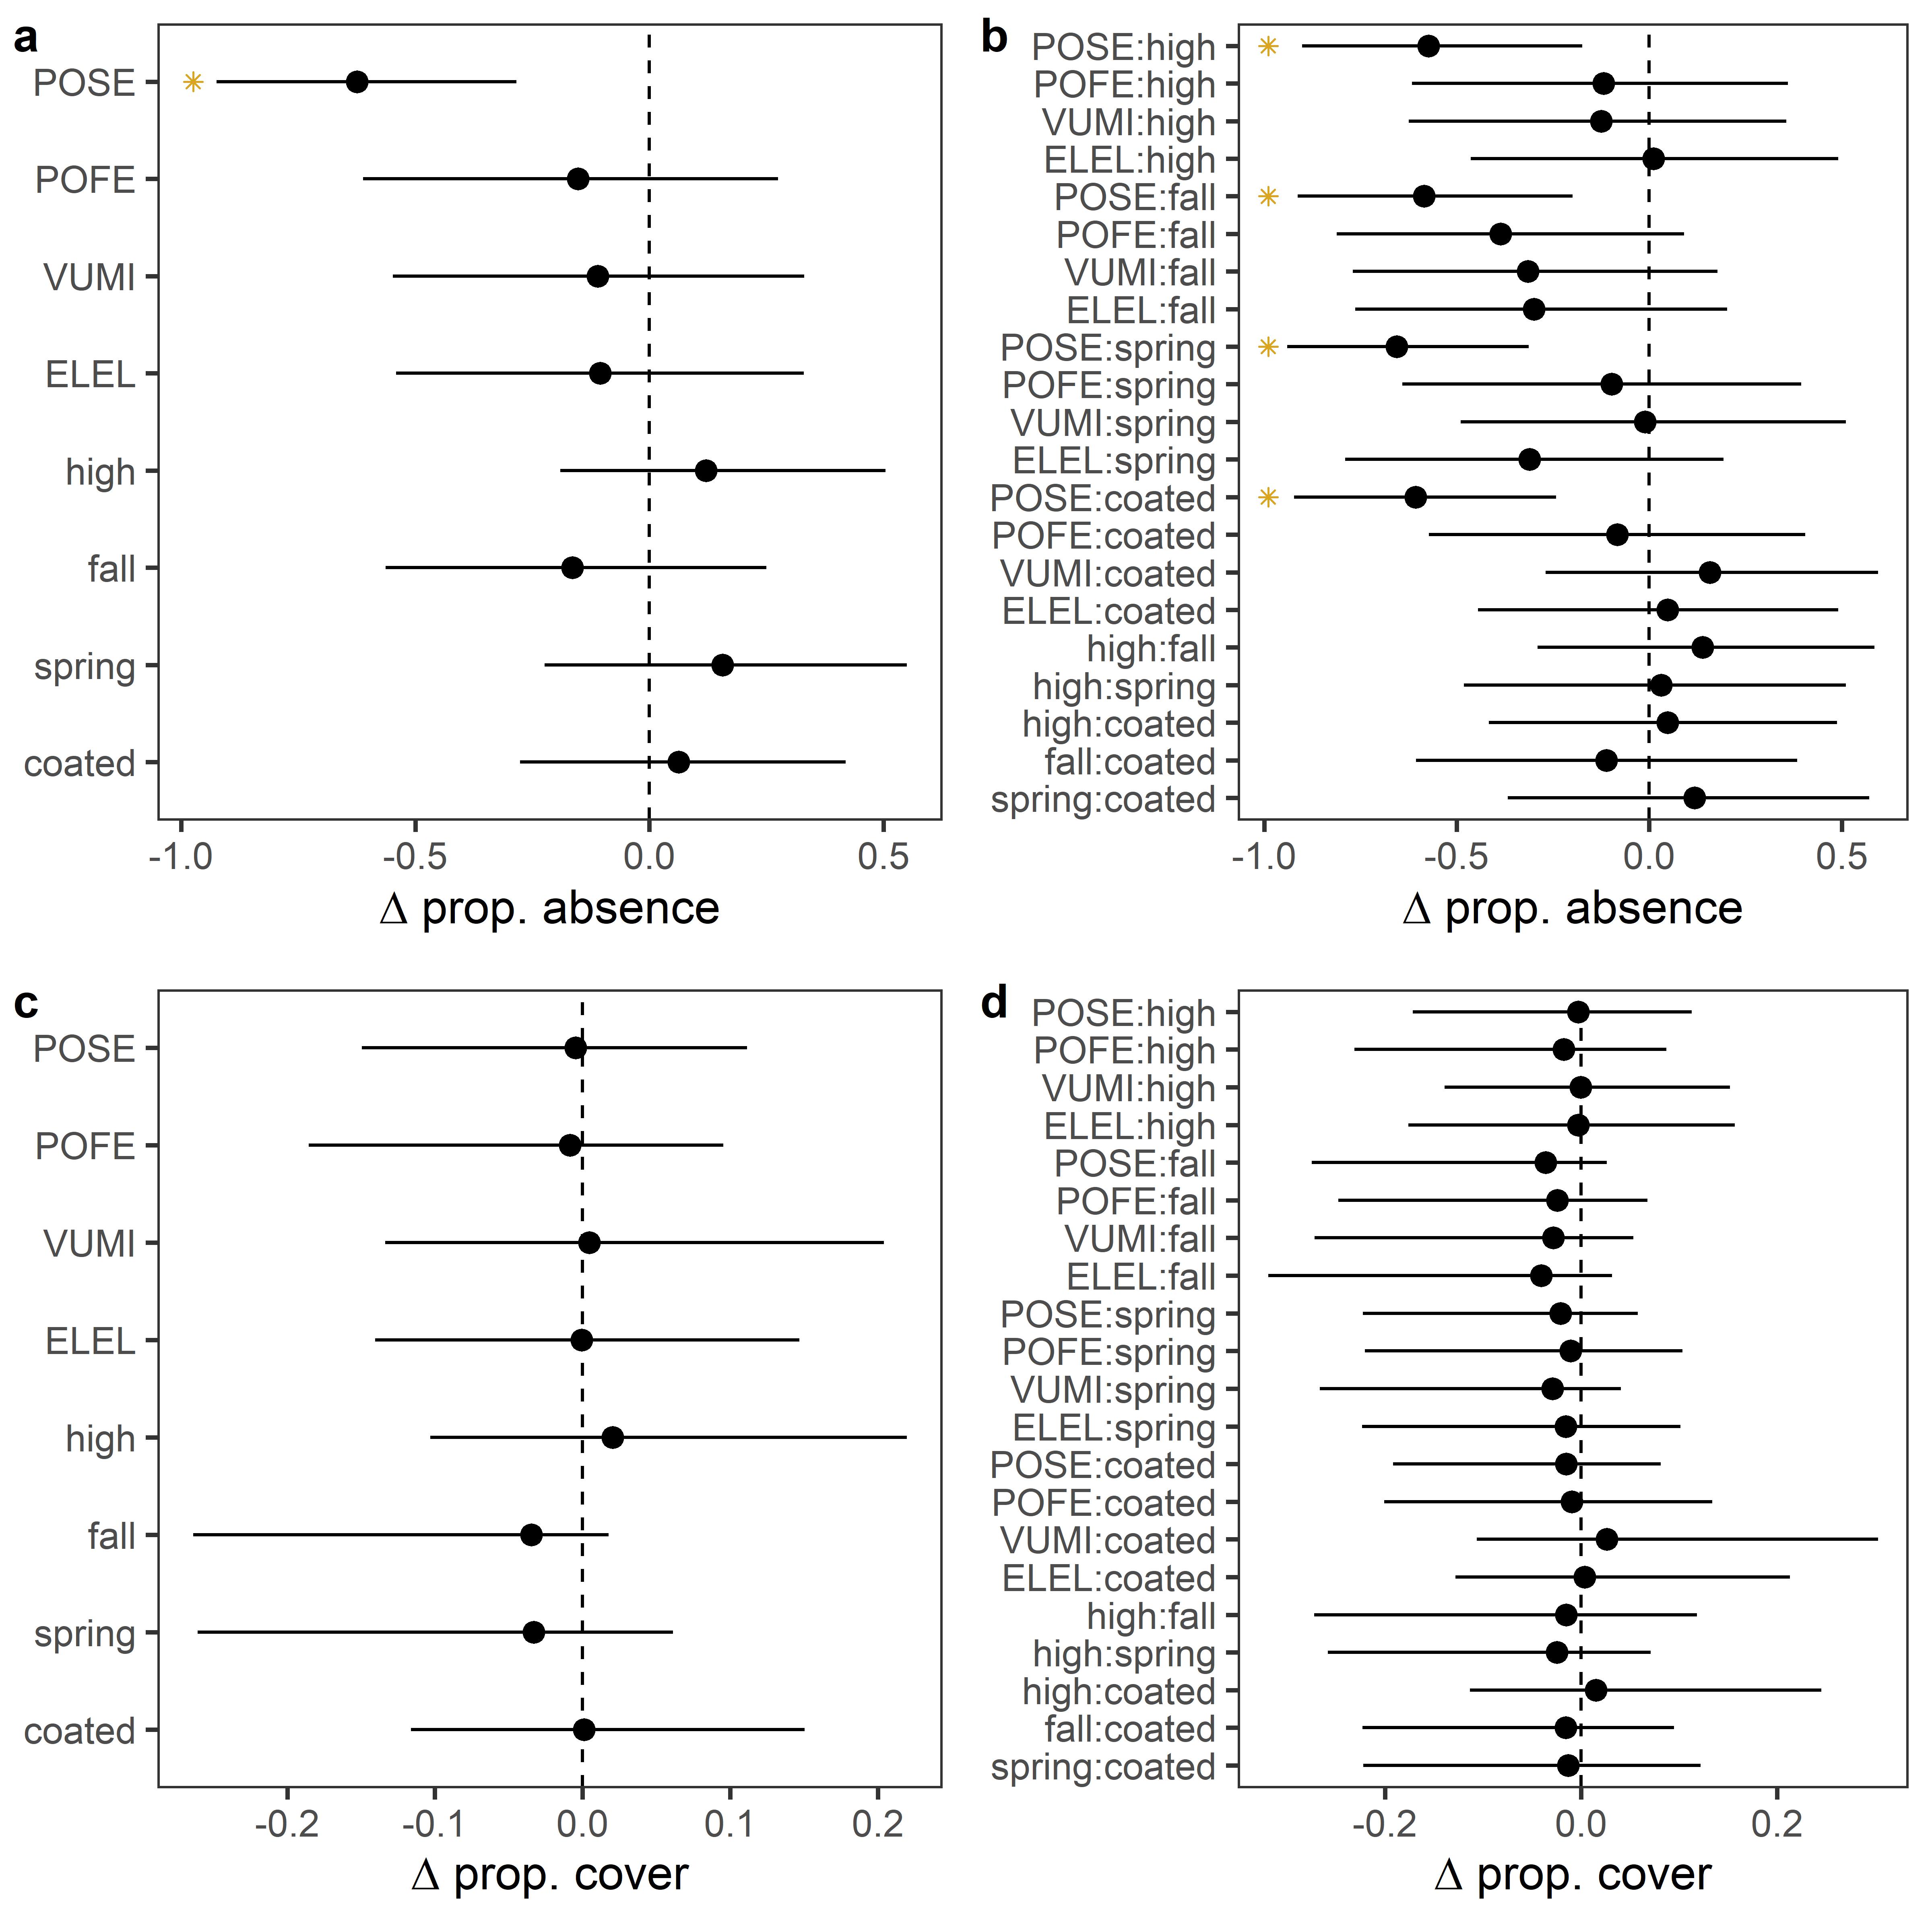 a
POSE
POFE
VUMI
ELEL
high
fall
spring
coated
-1.0 -0.5 0.0 0.5
Δ prop. absence
b
POSE:high
POFE:high
VUMI:high
ELEL:high
POSE:fall
POFE:fall
VUMI:fall
ELEL:fall
POSE:spring
POFE:spring
VUMI:spring
ELEL:spring
POSE:coated
POFE:coated
VUMI:coated
ELEL:coated
high:fall
high:spring
high:coated
fall:coated
spring:coated
-1.0 -0.5 0.0 0.5
Δ prop. absence
c
POSE
POFE
VUMI
ELEL
high
fall
spring
coated
-0.2 -0.1 0.0 0.1 0.2
Δ prop. cover
d
POSE:high
POFE:high
VUMI:high
ELEL:high
POSE:fall
POFE:fall
VUMI:fall
ELEL:fall
POSE:spring
POFE:spring
VUMI:spring
ELEL:spring
POSE:coated
POFE:coated
VUMI:coated
ELEL:coated
high:fall
high:spring
high:coated
fall:coated
spring:coated
-0.2 0.0 0.2
Δ prop. cover